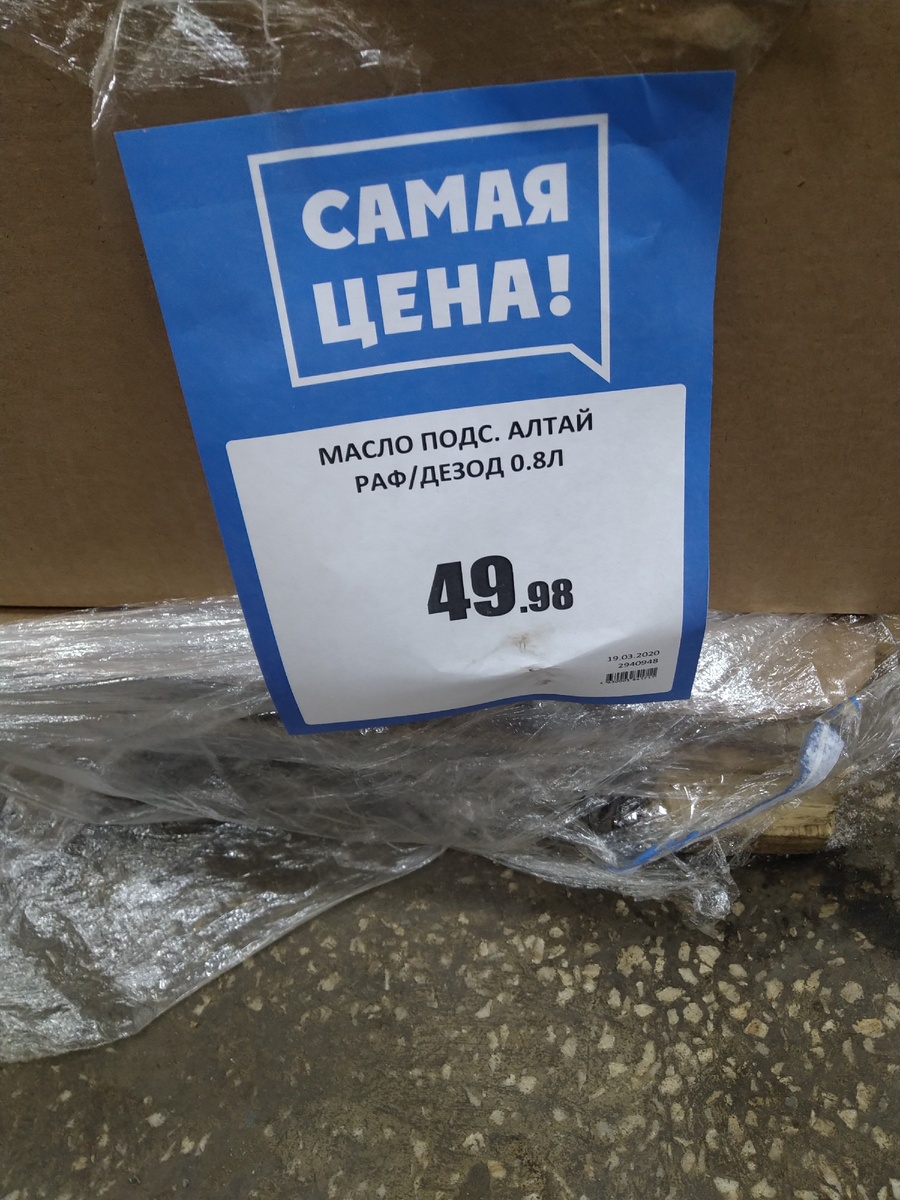 САМАЯ
ЦЕНА!
МАСЛО ПОДС. АЛТАЙ
РАФ/ДЕЗОД 0.8Л
49.98
19.03.2020
2940948